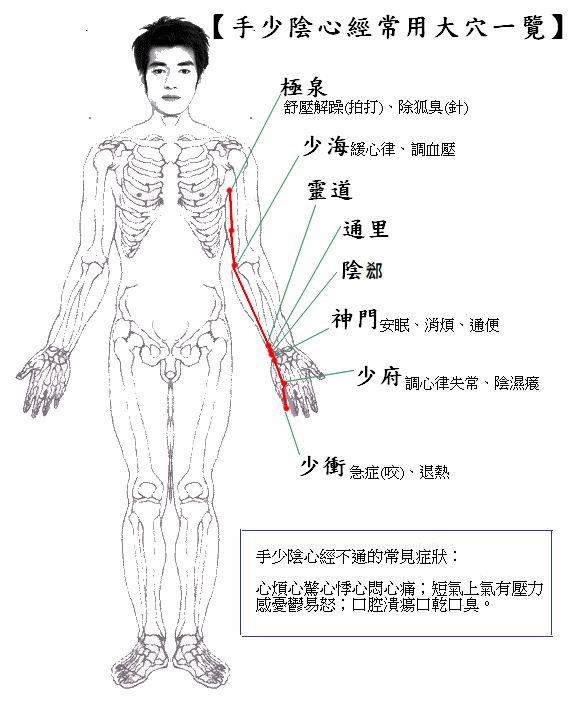 【手少陰心經常用大穴一覽】
極泉
舒壓解躁(拍打)、除狐臭(針)
少海緩心律、調血壓
靈道
通里
陰郄
神門安眠、消煩、通便
少府調心律失常、陰濕癢
少衝急症(咬)、退熱
手少陰心經不通的常見症狀：
心煩心驚心悸心悶心痛；短氣上氣有壓力
感憂鬱易怒；口腔潰瘍口乾口臭。